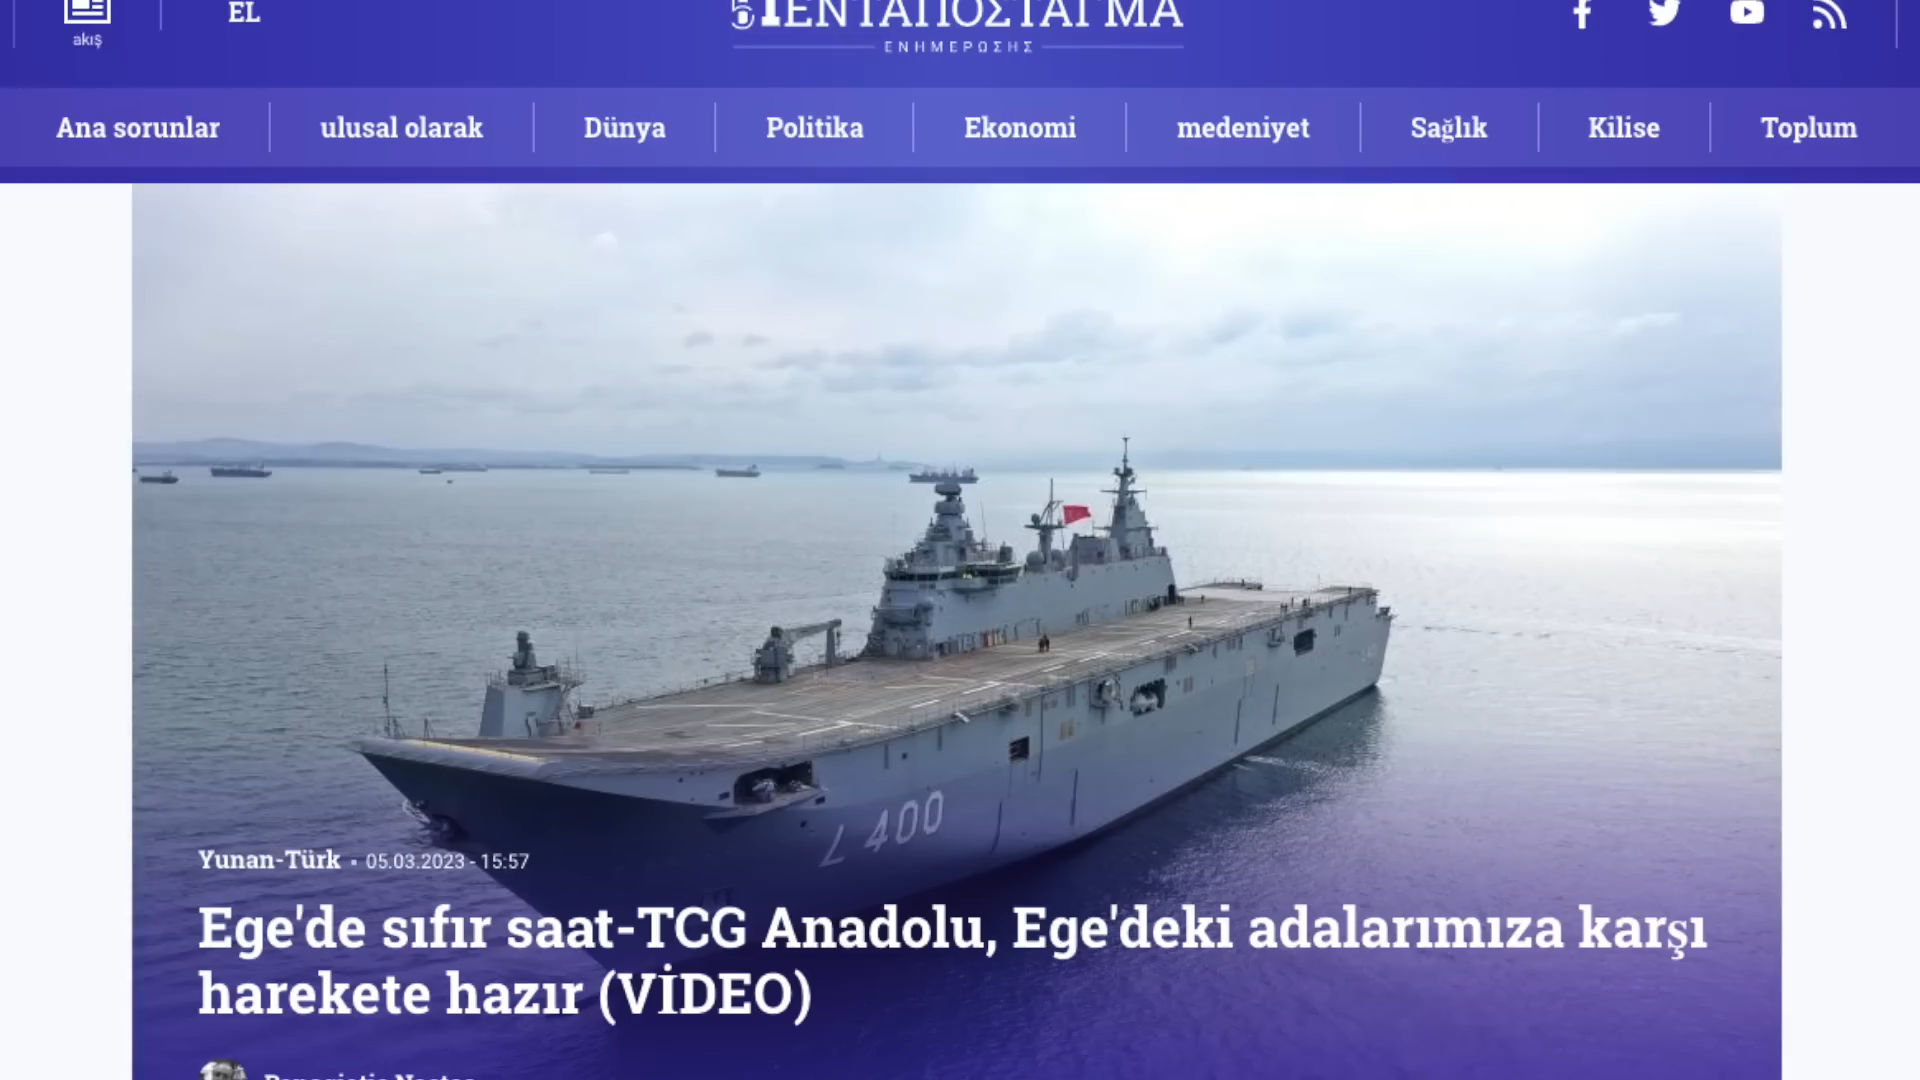 akış
EL
ΠΕΝΤΑΠΟΣΤΑΓΜΑ
ΕΝΗΜΕΡΩΣΗΣ
Ana sorunlar
ulusal olarak
Dünya
Politika
Ekonomi
medeniyet
Sağlık
Kilise
Toplum
L 400
Yunan-Türk • 05.03.2023 - 15:57
Ege'de sıfır saat-TCG Anadolu, Ege'deki adalarımıza karşı
harekete hazır (VİDEO)